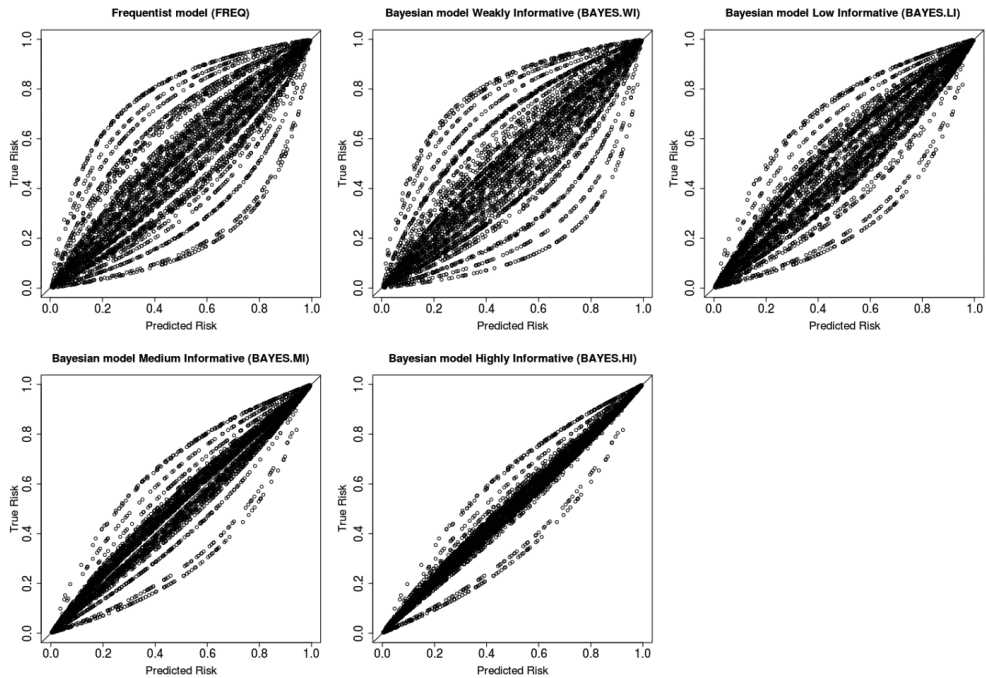 Frequentist model (FREQ)
Bayesian model Weakly Informative (BAYES.WI)
Bayesian model Low Informative (BAYES.LI)
True Risk
0.0 0.2 0.4 0.6 0.8 1.0
0.0 0.2 0.4 0.6 0.8 1.0
Predicted Risk
True Risk
0.0 0.2 0.4 0.6 0.8 1.0
0.0 0.2 0.4 0.6 0.8 1.0
Predicted Risk
True Risk
0.0 0.2 0.4 0.6 0.8 1.0
0.0 0.2 0.4 0.6 0.8 1.0
Predicted Risk
Bayesian model Medium Informative (BAYES.MI)
Bayesian model Highly Informative (BAYES.HI)
True Risk
0.0 0.2 0.4 0.6 0.8 1.0
0.0 0.2 0.4 0.6 0.8 1.0
Predicted Risk
True Risk
0.0 0.2 0.4 0.6 0.8 1.0
0.0 0.2 0.4 0.6 0.8 1.0
Predicted Risk